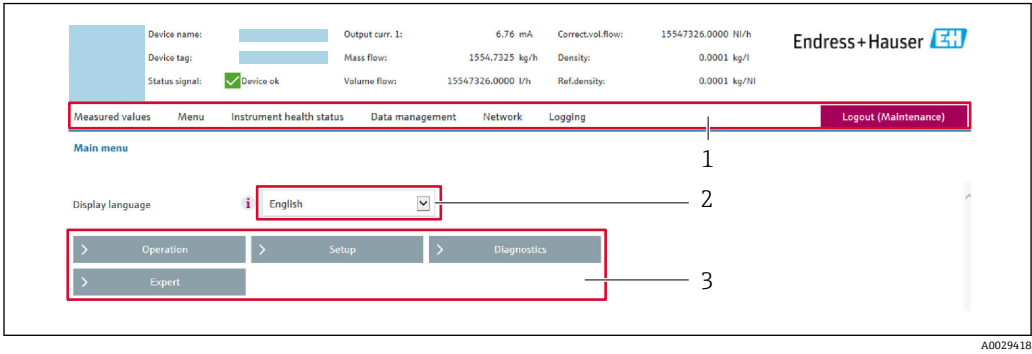 Device name: Output curr. 1: 6.76 mA Correct.vol.flow: 15547326.0000 Nl/h
Endress+Hauser EH
Device tag: Mass flow: 1554.7325 kg/h Density: 0.0001 kg/l
Status signal: Device ok Volume flow: 15547326.0000 l/h Ref.density: 0.0001 kg/Nl
Measured values Menu Instrument health status Data management Network Logging Logout (Maintenance)
1
Main menu
Display language i English 2
> Operation > Setup > Diagnostics
> Expert 3
A0029418